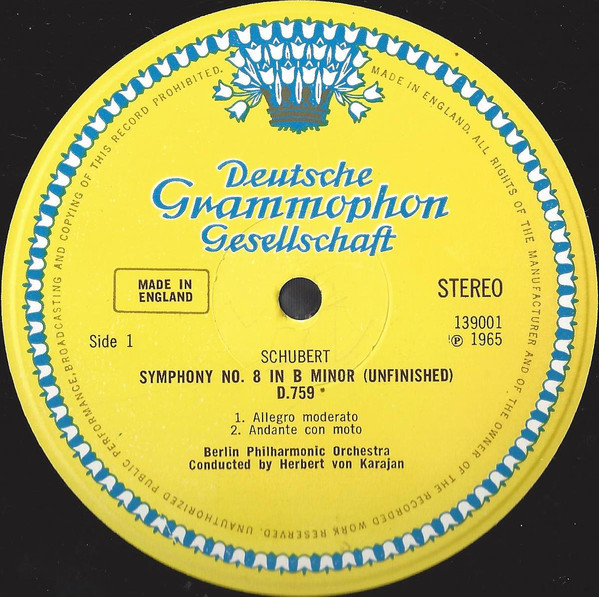 MADE IN ENGLAND. ALL RIGHTS OF THE MANUFACTURER AND OF THE OWNER OF THE RECORDED WORK RESERVED. UNAUTHORIZED PUBLIC PERFORMANCE, BROADCASTING AND COPYING OF THIS RECORD PROHIBITED.
Deutsche
Grammophon
Gesellschaft
MADE IN
ENGLAND
STEREO
139001
Ⓟ 1965
Side 1
SCHUBERT
SYMPHONY NO. 8 IN B MINOR (UNFINISHED)
D.759
1. Allegro moderato
2. Andante con moto
Berlin Philharmonic Orchestra
Conducted by Herbert von Karajan